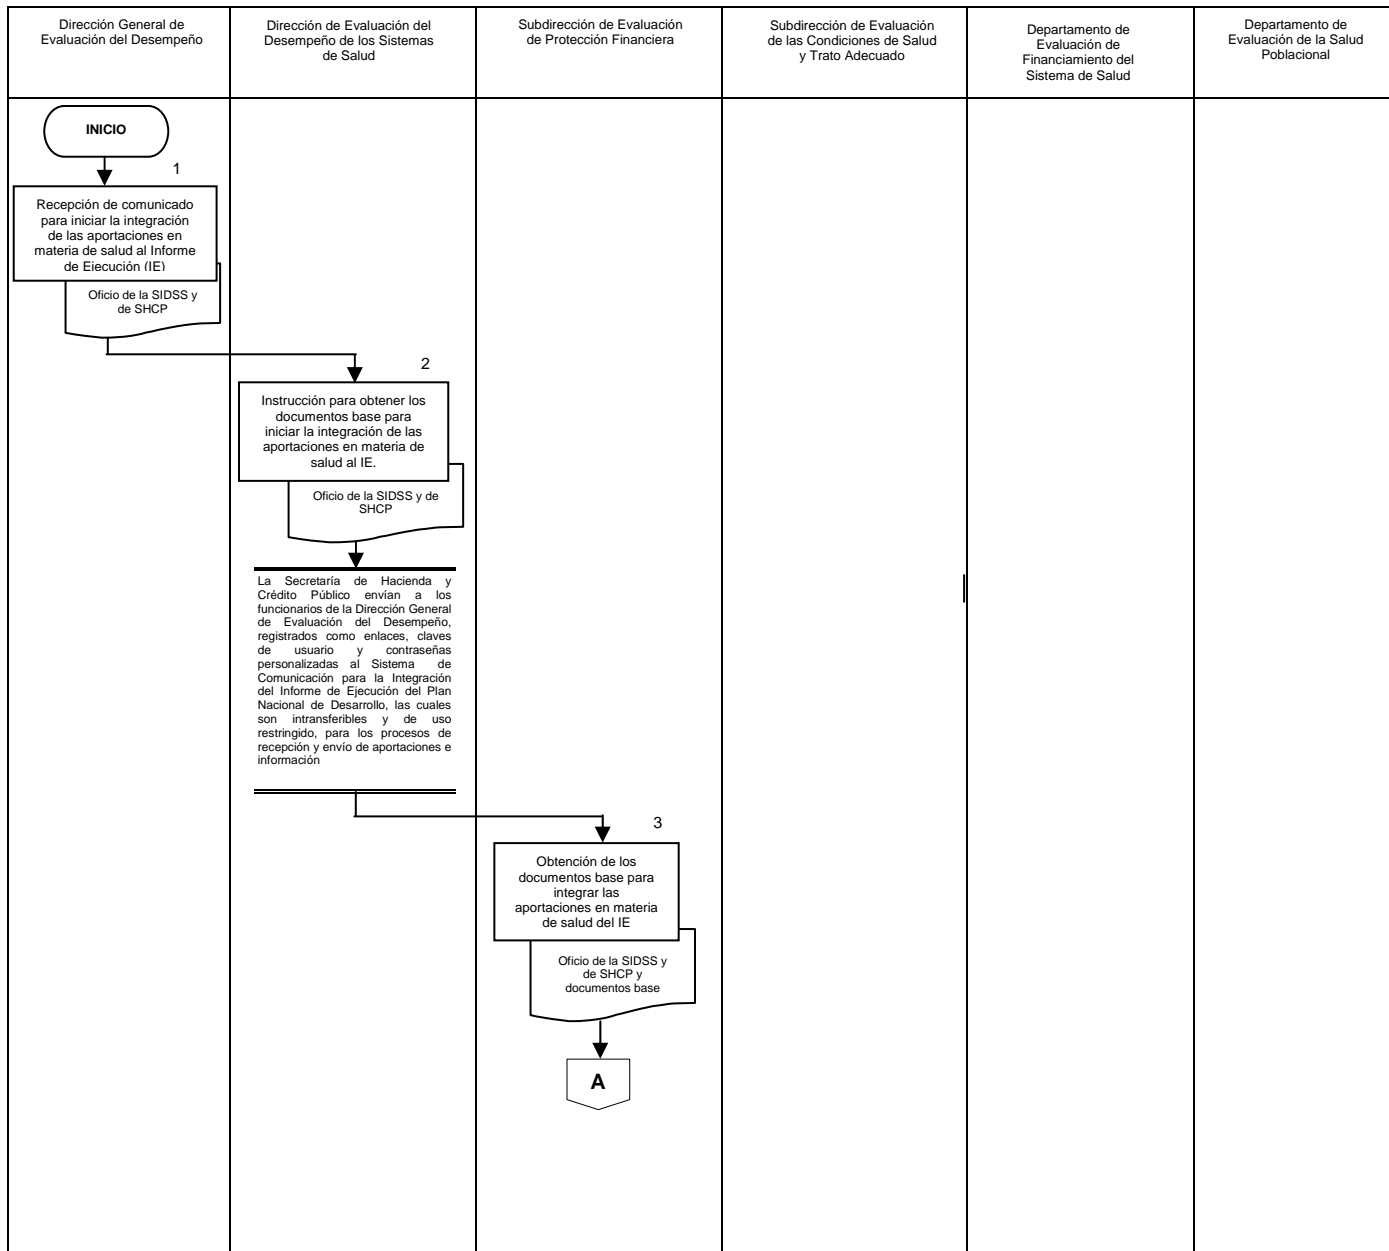 Dirección General de
Evaluación del Desempeño
Dirección de Evaluación del
Desempeño de los Sistemas
de Salud
Subdirección de Evaluación
de Protección Financiera
Subdirección de Evaluación
de las Condiciones de Salud
y Trato Adecuado
Departamento de
Evaluación de
Financiamiento del
Sistema de Salud
Departamento de
Evaluación de la Salud
Poblacional
INICIO
1
Recepción de comunicado
para iniciar la integración
de las aportaciones en
materia de salud al Informe
de Ejecución (IE)
Oficio de la SIDSS y
de SHCP
2
Instrucción para obtener los
documentos base para
iniciar la integración de las
aportaciones en materia de
salud al IE.
Oficio de la SIDSS y de
SHCP
La Secretaría de Hacienda y
Crédito Público envían a los
funcionarios de la Dirección General
de Evaluación del Desempeño,
registrados como enlaces, claves
de usuario y contraseñas
personalizadas al Sistema de
Comunicación para la Integración
del Informe de Ejecución del Plan
Nacional de Desarrollo, las cuales
son intransferibles y de uso
restringido, para los procesos de
recepción y envío de aportaciones e
información
3
Obtención de los
documentos base para
integrar las
aportaciones en materia
de salud del IE
Oficio de la SIDSS y
de SHCP y
documentos base
A